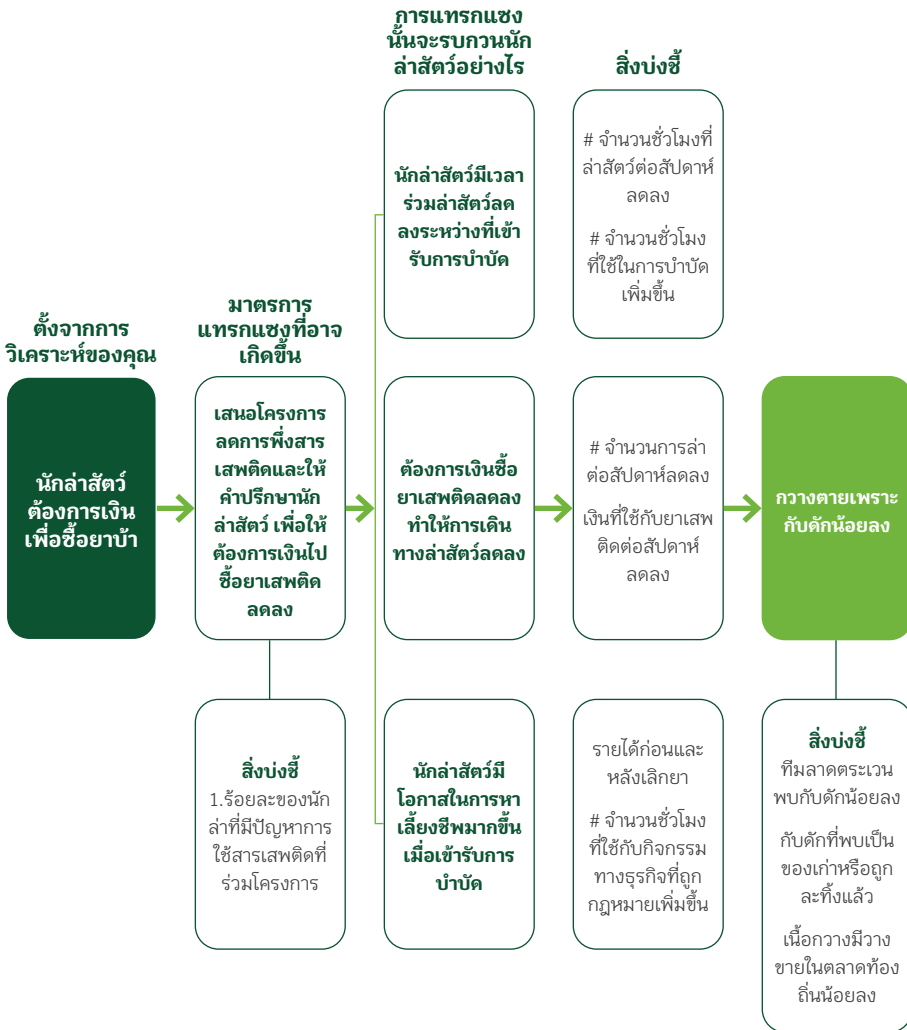 การแทรกแซง
นั้นจะรบกวนนัก
ล่าสัตว์อย่างไร
สิ่งบ่งชี้
นักล่าสัตว์มีเวลา
ร่วมล่าสัตว์ลด
ลงระหว่างที่เข้า
รับการบำบัด
# จำนวนชั่วโมงที่
ล่าสัตว์ต่อสัปดาห์
ลดลง
# จำนวนชั่วโมง
ที่ใช้ในการบำบัด
เพิ่มขึ้น
ตั้งจากการ
วิเคราะห์ของคุณ
มาตรการ
แทรกแซงที่อาจ
เกิดขึ้น
นักล่าสัตว์
ต้องการเงิน
เพื่อซื้อยาบ้า
เสนอโครงการ
ลดการพึ่งสาร
เสพติดและให้
คำปรึกษานัก
ล่าสัตว์ เพื่อให้
ต้องการเงินไป
ซื้อยาเสพติด
ลดลง
ต้องการเงินซื้อ
ยาเสพติดลดลง
ทำให้การเดิน
ทางล่าสัตว์ลดลง
# จำนวนการล่า
ต่อสัปดาห์ลดลง
เงินที่ใช้กับยาเสพ
ติดต่อสัปดาห์
ลดลง
กวางตายเพราะ
กับดักน้อยลง
สิ่งบ่งชี้
1.ร้อยละของนัก
ล่าที่มีปัญหาการ
ใช้สารเสพติดที่
ร่วมโครงการ
นักล่าสัตว์มี
โอกาสในการหา
เลี้ยงชีพมากขึ้น
เมื่อเข้ารับการ
บำบัด
รายได้ก่อนและ
หลังเลิกยา
# จำนวนชั่วโมง
ที่ใช้กับกิจกรรม
ทางธุรกิจที่ถูก
กฎหมายเพิ่มขึ้น
สิ่งบ่งชี้
ทีมลาดตระเวน
พบกับดักน้อยลง
กับดักที่พบเป็น
ของเก่าหรือถูก
ละทิ้งแล้ว
เนื้อกวางมีวาง
ขายในตลาดท้อง
ถิ่นน้อยลง